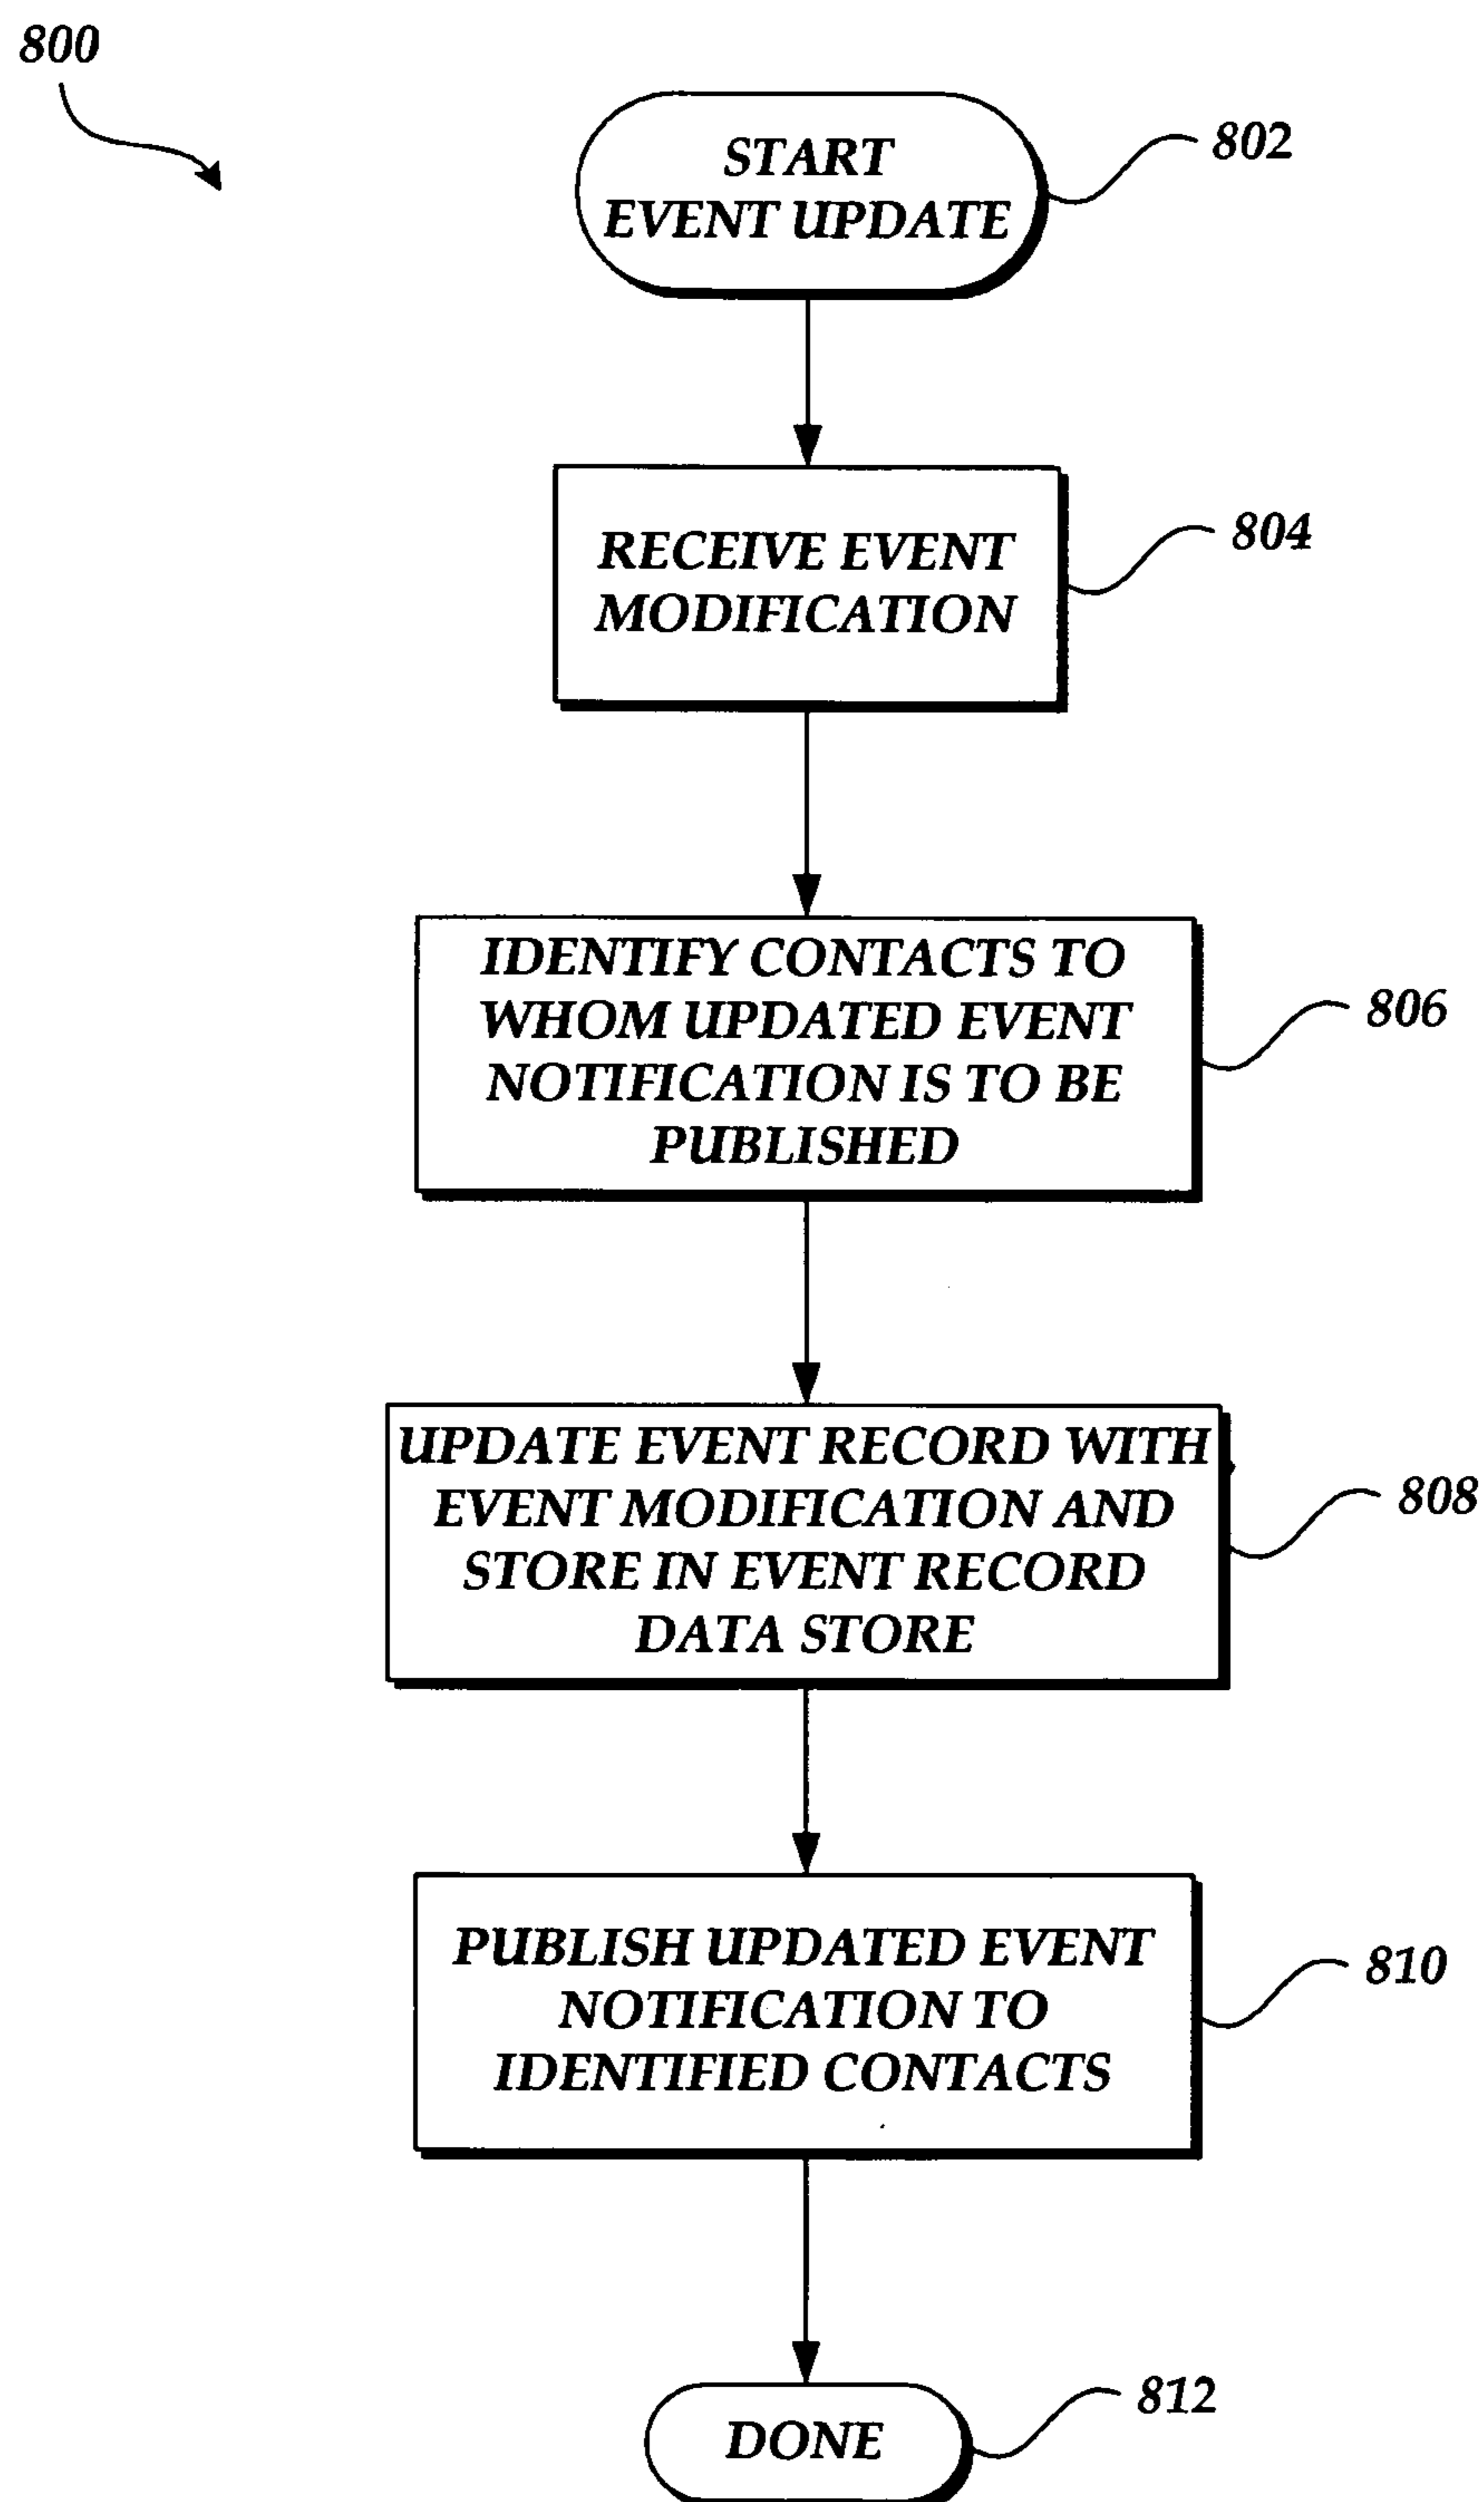 800
START
EVENT UPDATE
802
RECEIVE EVENT
MODIFICATION
804
IDENTIFY CONTACTS TO
WHOM UPDATED EVENT
NOTIFICATION IS TO BE
PUBLISHED
806
UPDATE EVENT RECORD WITH
EVENT MODIFICATION AND
STORE IN EVENT RECORD
DATA STORE
808
PUBLISH UPDATED EVENT
NOTIFICATION TO
IDENTIFIED CONTACTS
810
DONE
812